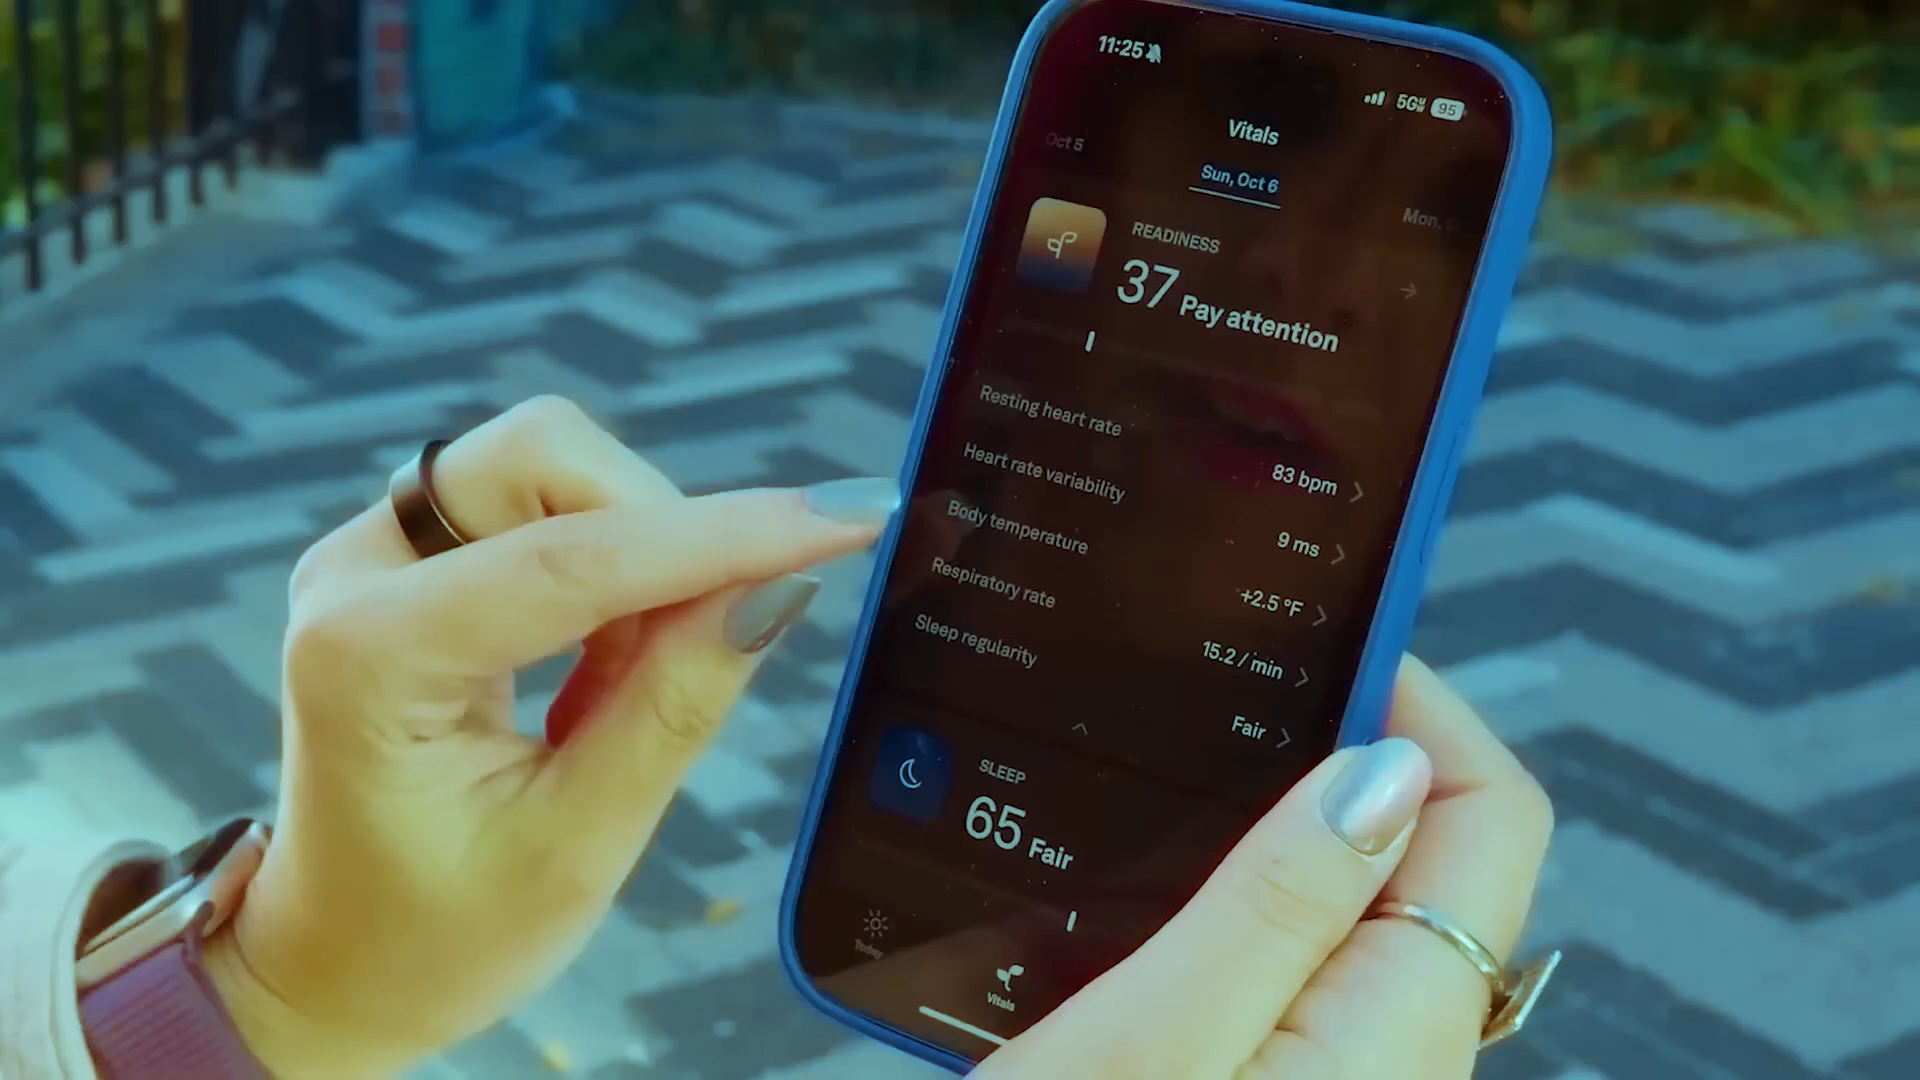 11:25
5G 95
Vitals
Oct 5
Sun, Oct 6
Mon,
READINESS
37 Pay attention
Resting heart rate 83 bpm
Heart rate variability 9 ms
Body temperature +2.5 °F
Respiratory rate 15.2 / min
Sleep regularity Fair
SLEEP
65 Fair
Today
Vitals